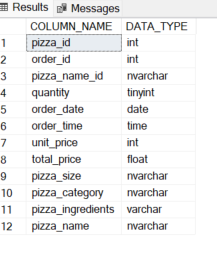 Results Messages
COLUMN_NAME DATA_TYPE
1 pizza_id int
2 order_id int
3 pizza_name_id nvarchar
4 quantity tinyint
5 order_date date
6 order_time time
7 unit_price int
8 total_price float
9 pizza_size nvarchar
10 pizza_category nvarchar
11 pizza_ingredients varchar
12 pizza_name nvarchar